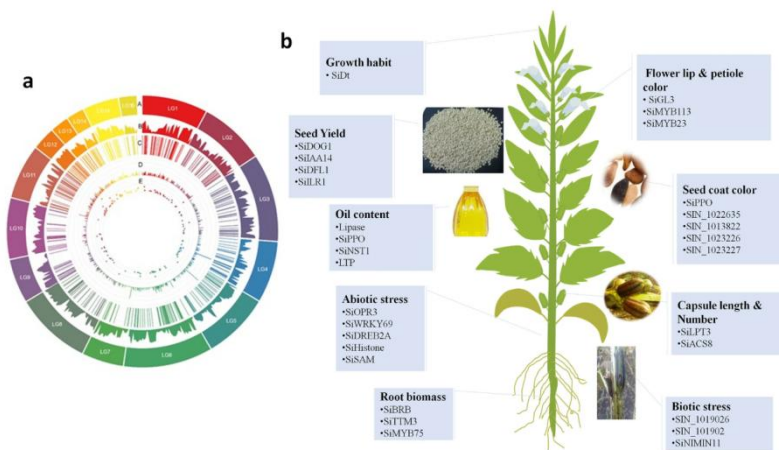 a
A
LG1
LG2
LG3
LG4
LG5
LG6
LG7
LG8
LG9
LG10
LG11
LG12
C
D
E
b
Growth habit
• SiDt
Seed Yield
•SiDOG1
•SiIAA14
•SiDFL1
•SiILR1
Oil content
•Lipase
•SiPPO
•SiNST1
•LTP
Abiotic stress
•SiOPR3
•SiWRKY69
•SiDREB2A
•SiHistone
•SiSAM
Root biomass
•SiBRB
•SiTTM3
•SiMYB75
Flower lip & petiole
color
• SiGL3
•SiMYB113
•SiMYB23
Seed coat color
•SiPPO
•SIN_1022635
•SIN_1013822
•SIN_1023226
•SIN_1023227
Capsule length &
Number
•SiLPT3
•SiACS8
Biotic stress
•SIN_1019026
•SIN_101902
•SiNIMIN11